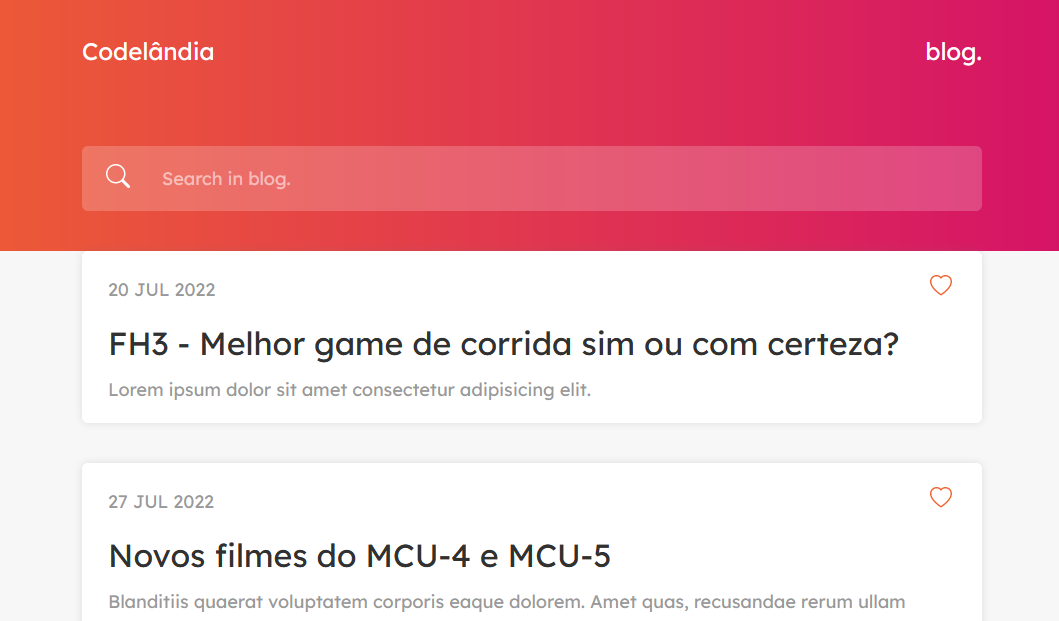 Codelândia
blog.
Search in blog.
20 JUL 2022
FH3 - Melhor game de corrida sim ou com certeza?
Lorem ipsum dolor sit amet consectetur adipisicing elit.
27 JUL 2022
Novos filmes do MCU-4 e MCU-5
Blanditiis quaerat voluptatem corporis eaque dolorem. Amet quas, recusandae rerum ullam